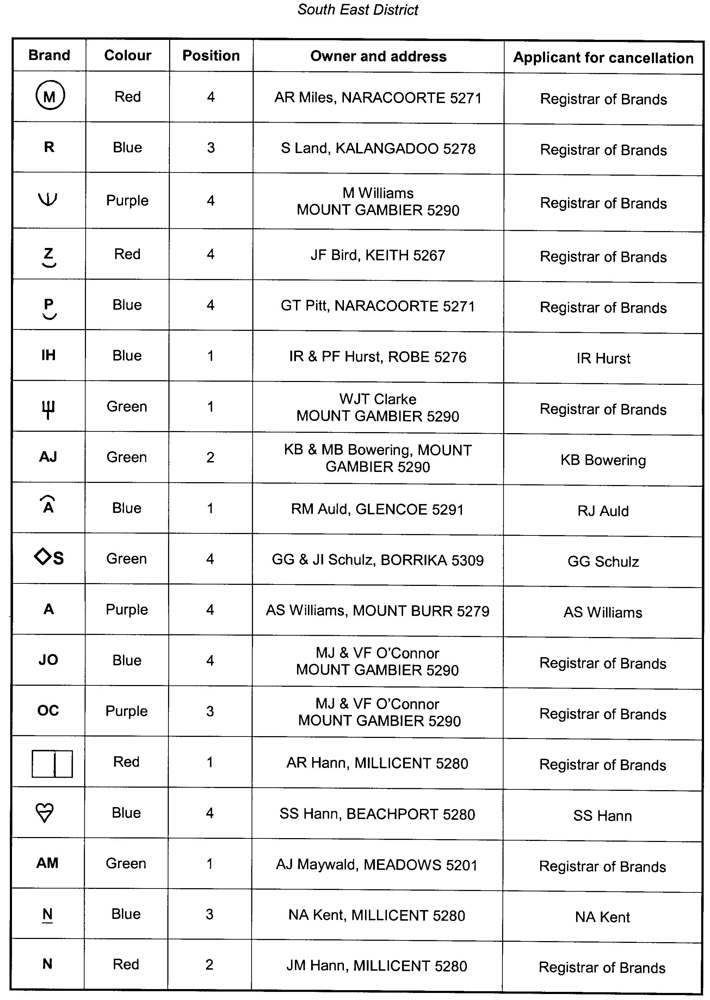 South East District
Brand Colour Position Owner and address Applicant for cancellation
M Red 4 AR Miles, NARACOORTE 5271 Registrar of Brands
R Blue 3 S Land, KALANGADOO 5278 Registrar of Brands
Purple 4 M Williams
MOUNT GAMBIER 5290 Registrar of Brands
Z Red 4 JF Bird, KEITH 5267 Registrar of Brands
P Blue 4 GT Pitt, NARACOORTE 5271 Registrar of Brands
IH Blue 1 IR & PF Hurst, ROBE 5276 IR Hurst
Green 1 WJT Clarke
MOUNT GAMBIER 5290 Registrar of Brands
AJ Green 2 KB & MB Bowering, MOUNT
GAMBIER 5290 KB Bowering
A Blue 1 RM Auld, GLENCOE 5291 RJ Auld
◇S Green 4 GG & JI Schulz, BORRIKA 5309 GG Schulz
A Purple 4 AS Williams, MOUNT BURR 5279 AS Williams
JO Blue 4 MJ & VF O'Connor
MOUNT GAMBIER 5290 Registrar of Brands
OC Purple 3 MJ & VF O'Connor
MOUNT GAMBIER 5290 Registrar of Brands
Red 1 AR Hann, MILLICENT 5280 Registrar of Brands
Blue 4 SS Hann, BEACHPORT 5280 SS Hann
AM Green 1 AJ Maywald, MEADOWS 5201 Registrar of Brands
N Blue 3 NA Kent, MILLICENT 5280 NA Kent
N Red 2 JM Hann, MILLICENT 5280 Registrar of Brands